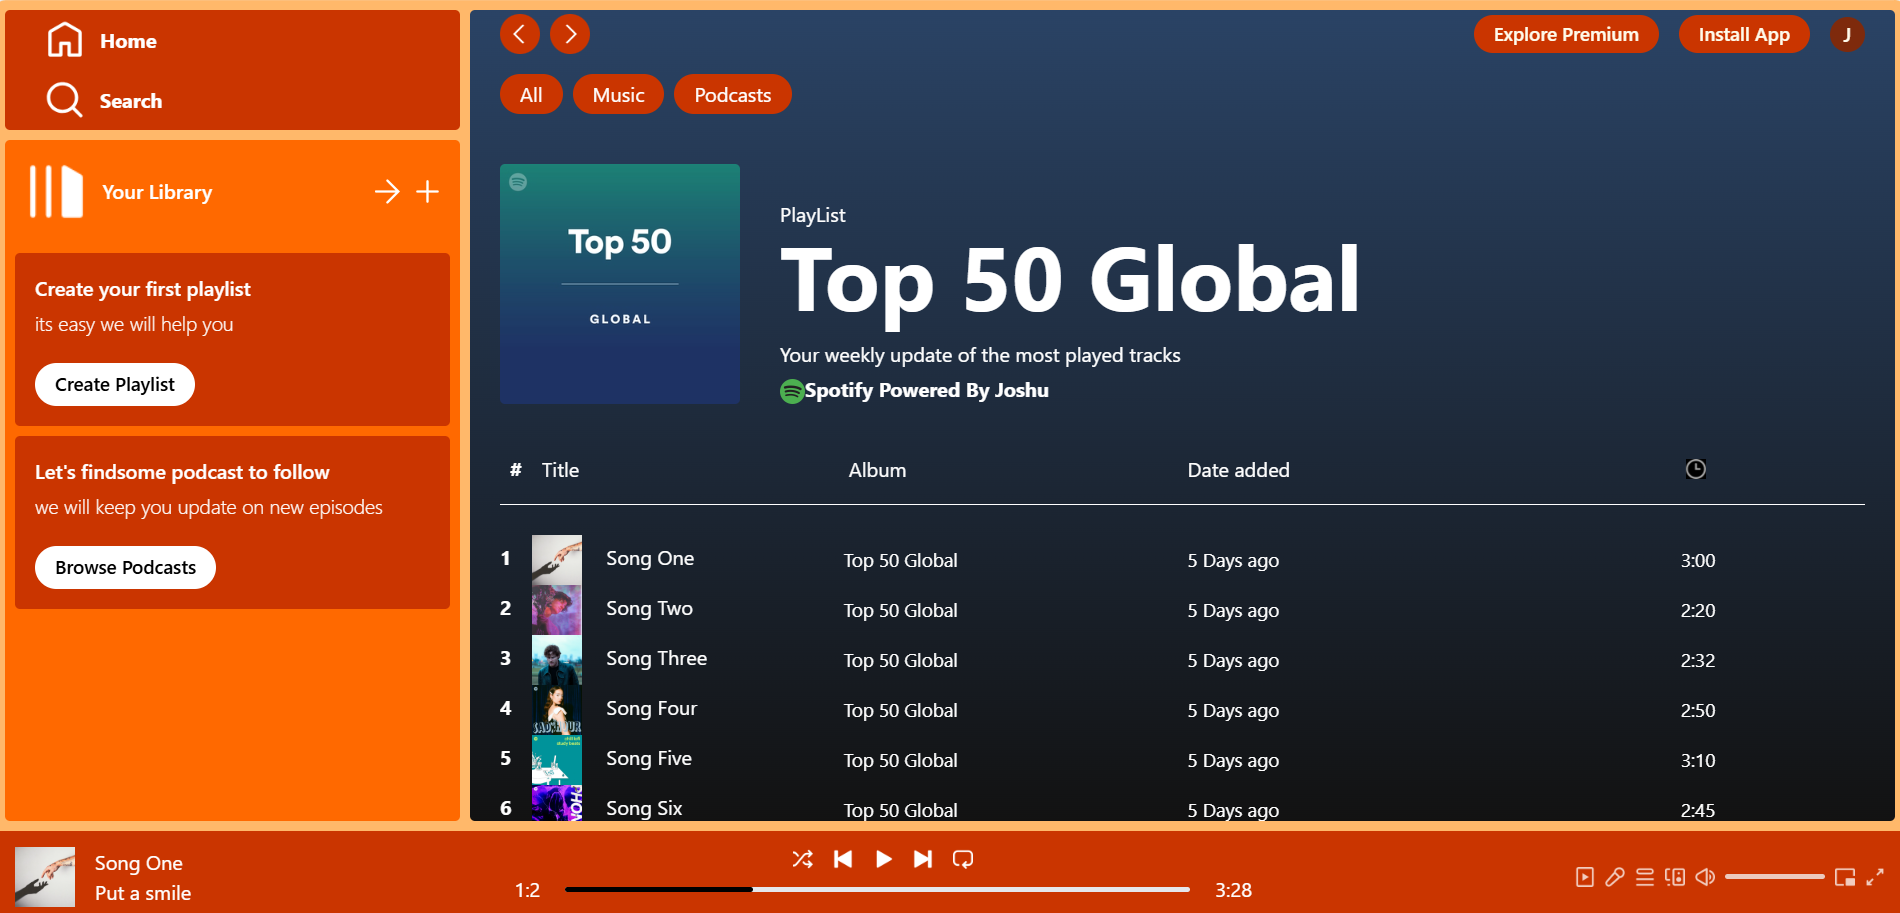 Home
Search
Your Library
Create your first playlist
its easy we will help you
Create Playlist
Let's findsome podcast to follow
we will keep you update on new episodes
Browse Podcasts
Explore Premium
Install App
J
All
Music
Podcasts
Top 50
GLOBAL
PlayList
Top 50 Global
Your weekly update of the most played tracks
Spotify Powered By Joshu
# Title Album Date added
1 Song One Top 50 Global 5 Days ago 3:00
2 Song Two Top 50 Global 5 Days ago 2:20
3 Song Three Top 50 Global 5 Days ago 2:32
4 Song Four Top 50 Global 5 Days ago 2:50
5 Song Five Top 50 Global 5 Days ago 3:10
6 Song Six Top 50 Global 5 Days ago 2:45
Song One
Put a smile
1:2
3:28